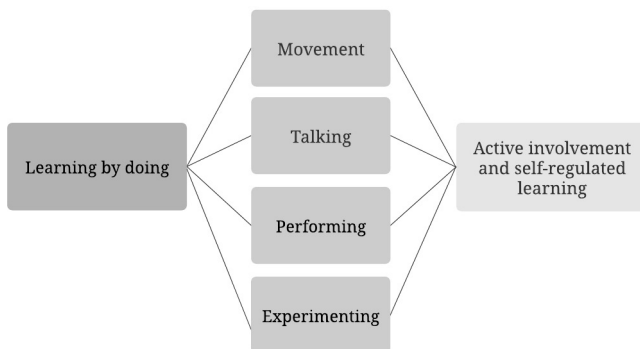 Movement
Talking
Learning by doing
Active involvement
and self-regulated
learning
Performing
Experimenting